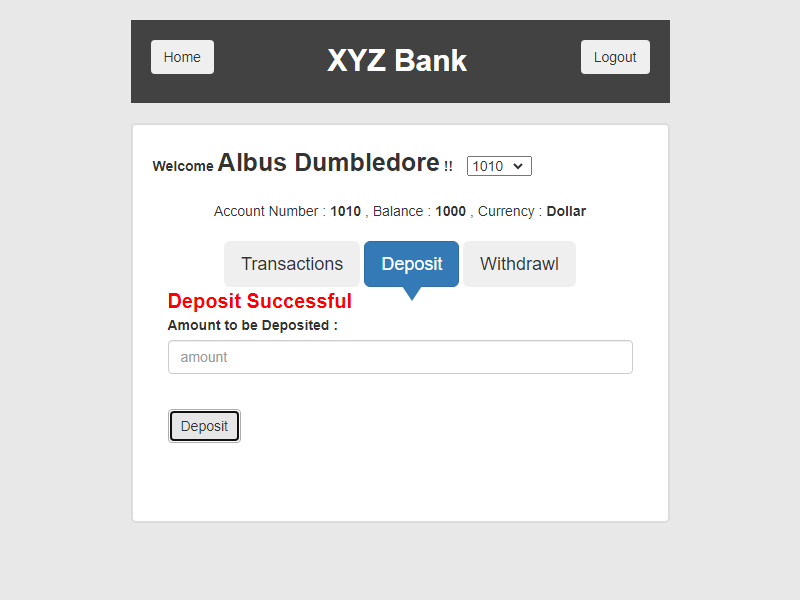 Home
XYZ Bank
Logout
Welcome Albus Dumbledore !! 1010
Account Number : 1010 , Balance : 1000 , Currency : Dollar
Transactions
Deposit
Withdrawl
Deposit Successful
Amount to be Deposited :
amount
Deposit